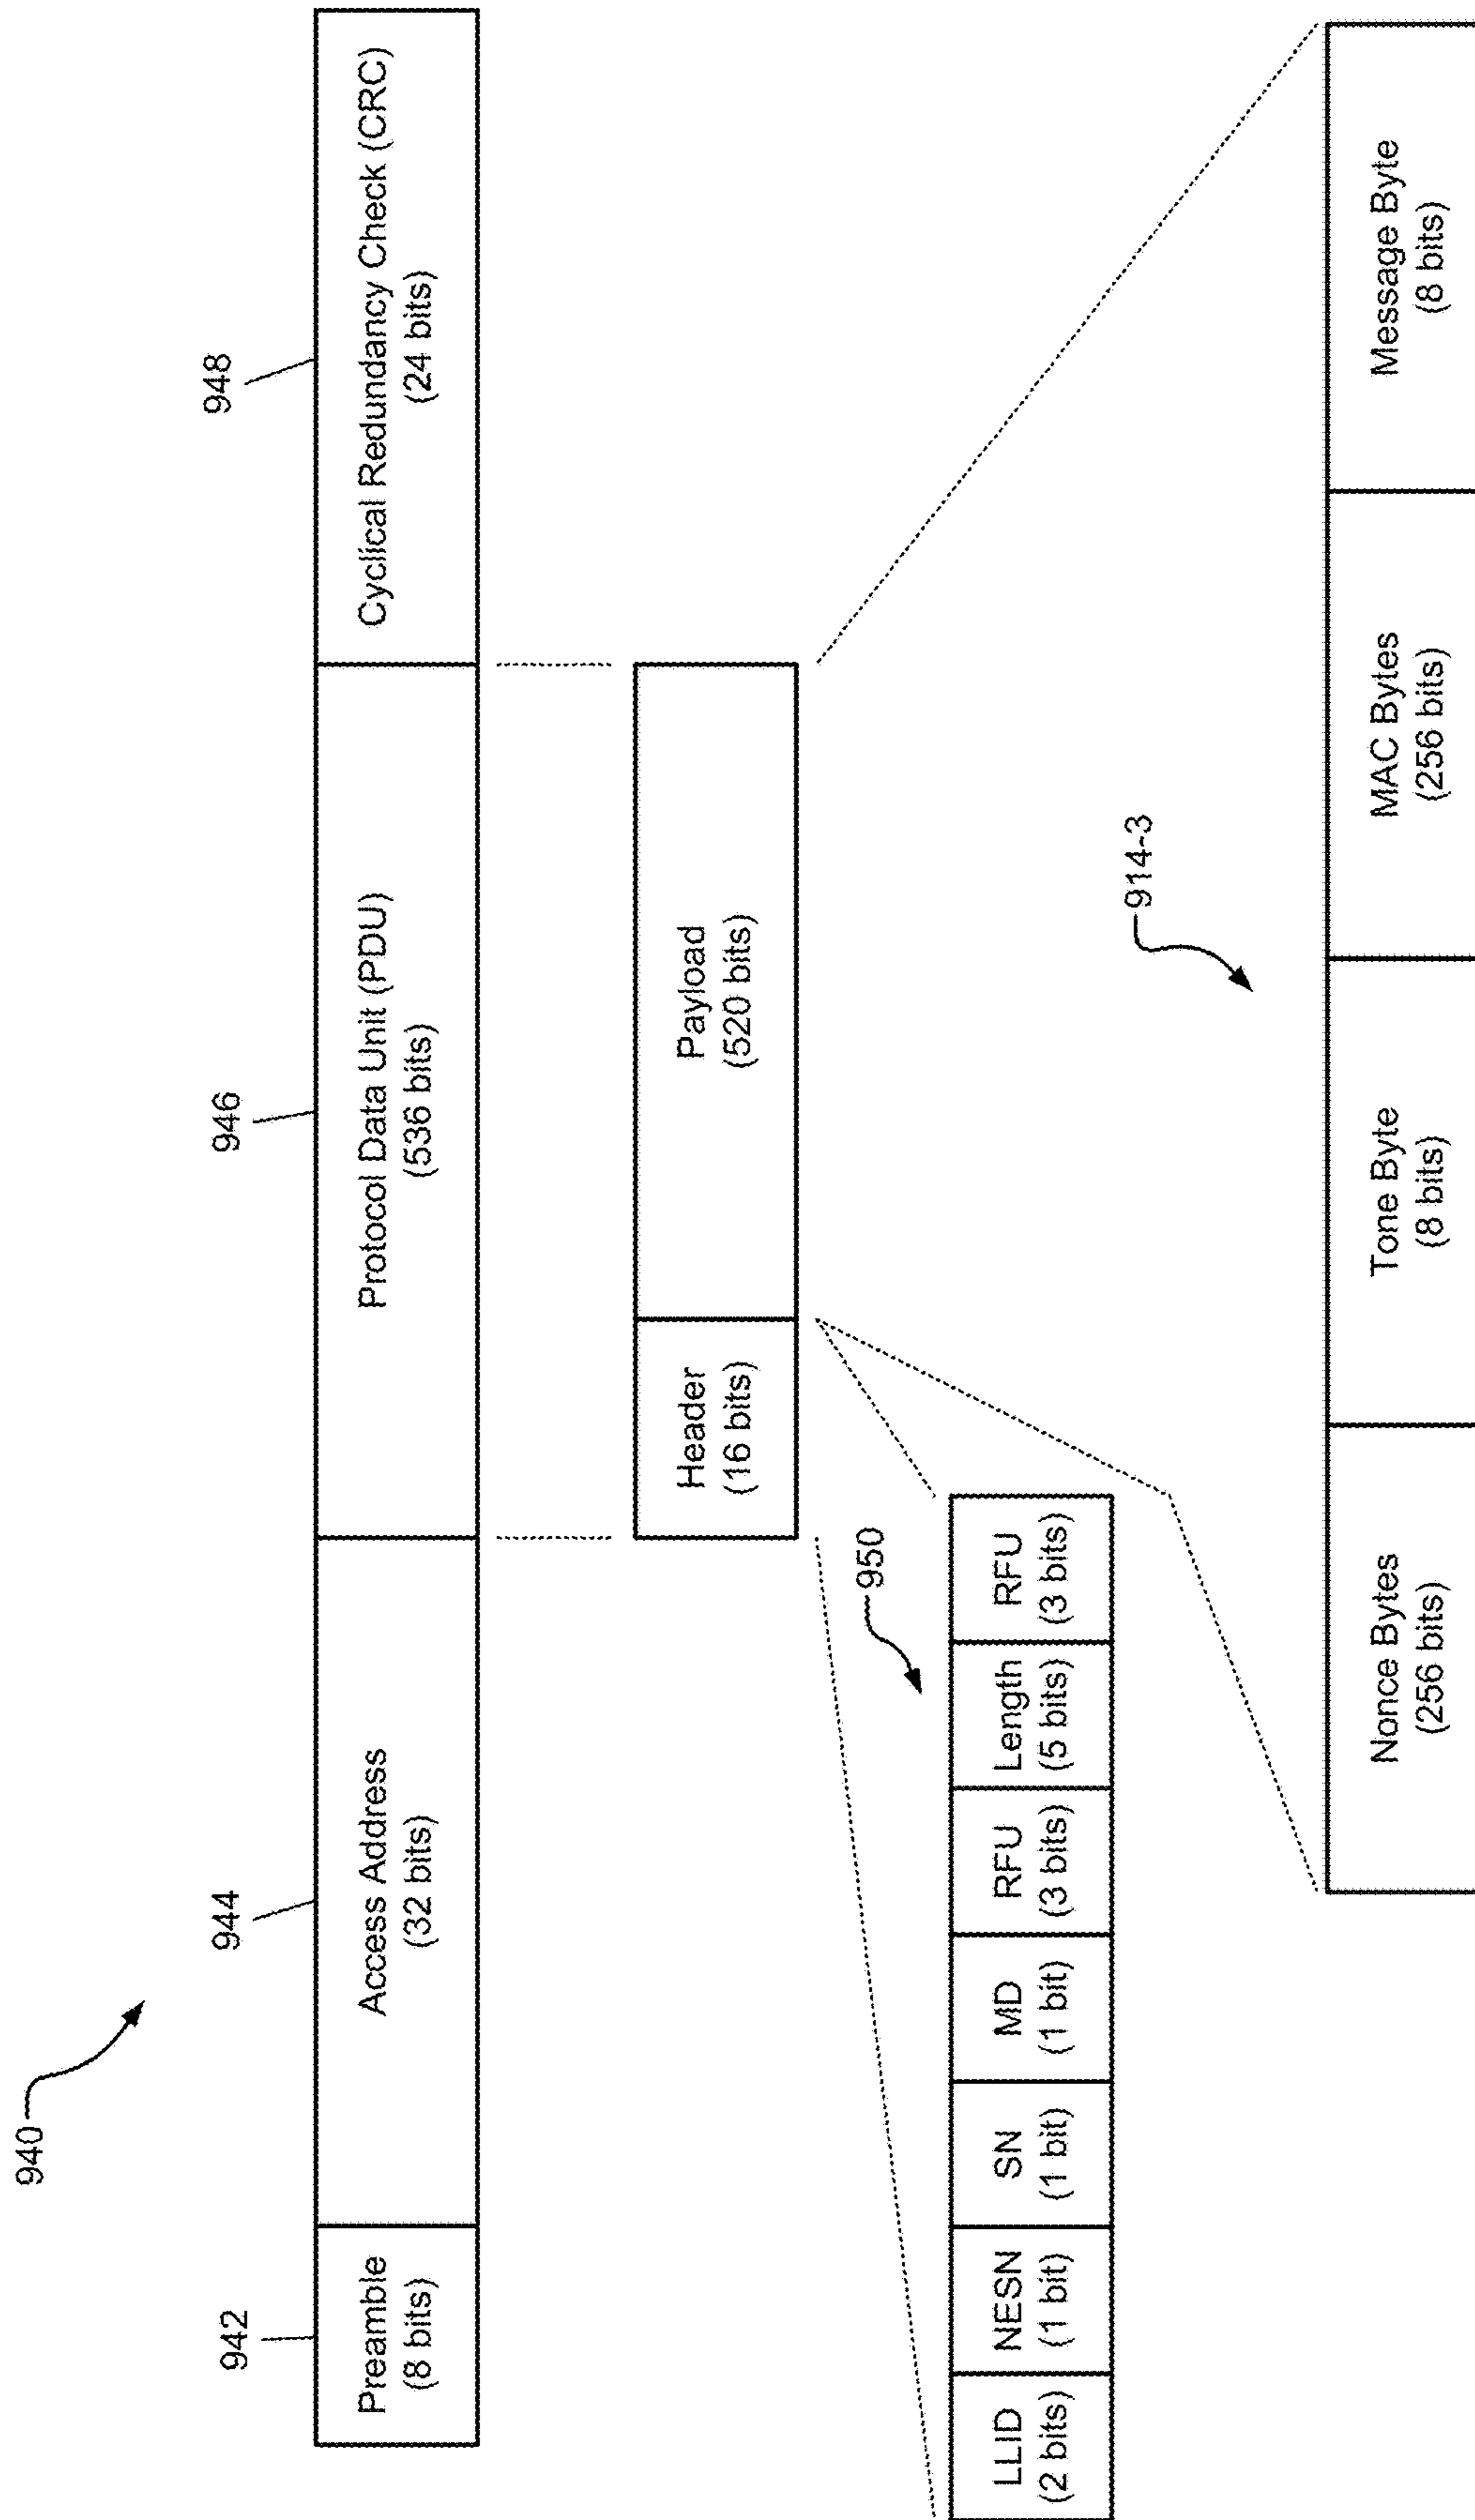 940
942
944
946
948
Preamble
(8 bits)
Access Address
(32 bits)
Protocol Data Unit (PDU)
(536 bits)
Cyclical Redundancy Check (CRC)
(24 bits)
Header
(16 bits)
Payload
(520 bits)
950
LLID
(2 bits)
NESN
(1 bit)
SN
(1 bit)
MD
(1 bit)
RFU
(3 bits)
Length
(5 bits)
RFU
(3 bits)
914-3
Nonce Bytes
(256 bits)
Tone Byte
(8 bits)
MAC Bytes
(256 bits)
Message Byte
(8 bits)